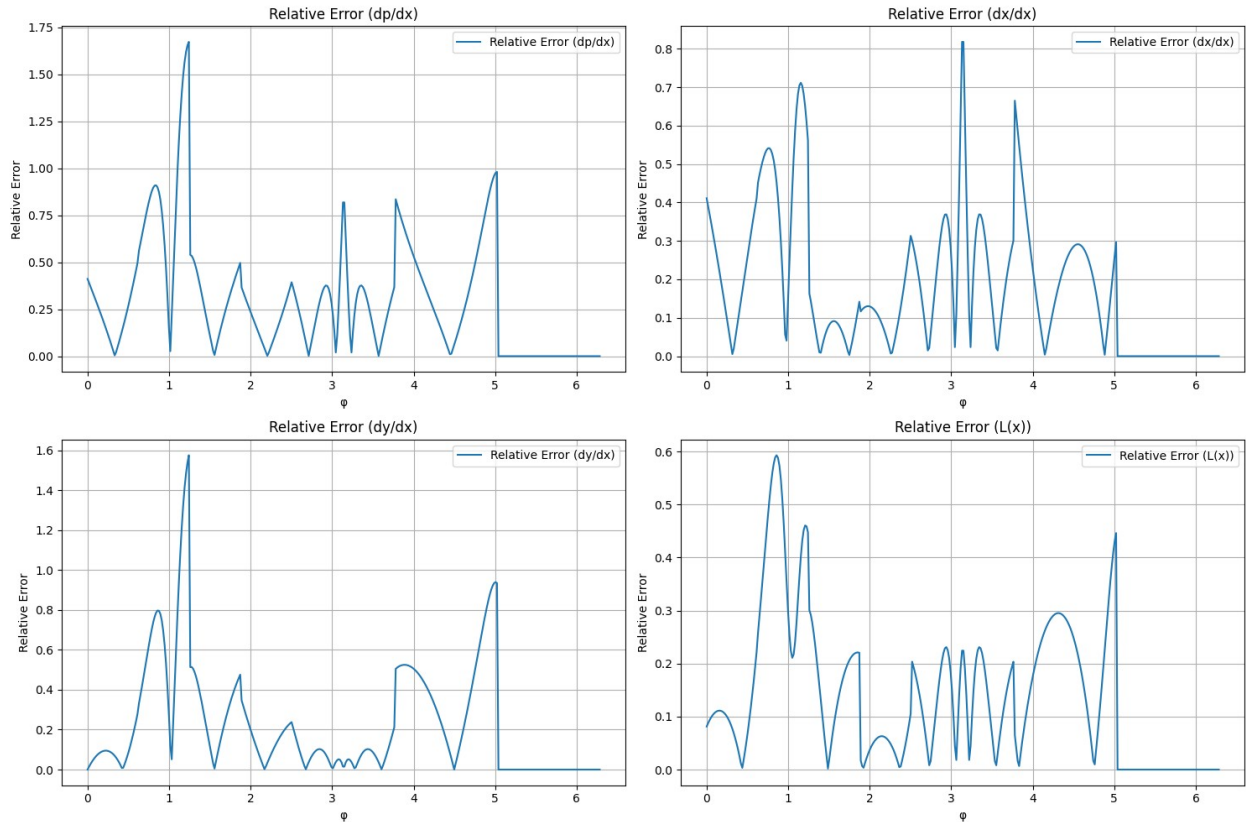 Relative Error (dp/dx)
Relative Error (dp/dx)
Relative Error
1.75
1.50
1.25
1.00
0.75
0.50
0.25
0.00
0 1 2 3 4 5 6
φ
Relative Error (dx/dx)
Relative Error (dx/dx)
Relative Error
0.8
0.7
0.6
0.5
0.4
0.3
0.2
0.1
0.0
0 1 2 3 4 5 6
φ
Relative Error (dy/dx)
Relative Error (dy/dx)
Relative Error
1.6
1.4
1.2
1.0
0.8
0.6
0.4
0.2
0.0
0 1 2 3 4 5 6
φ
Relative Error (L(x))
Relative Error (L(x))
Relative Error
0.6
0.5
0.4
0.3
0.2
0.1
0.0
0 1 2 3 4 5 6
φ